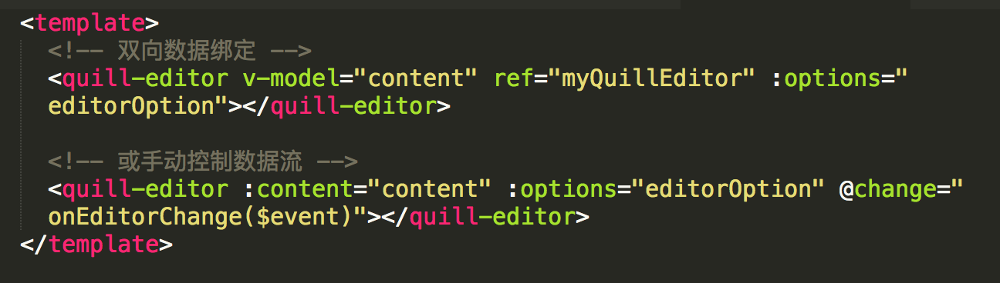 <template>
<!-- 双向数据绑定 -->
<quill-editor v-model="content" ref="myQuillEditor" :options="
editorOption"></quill-editor>
<!-- 或手动控制数据流 -->
<quill-editor :content="content" :options="editorOption" @change="
onEditorChange($event)"></quill-editor>
</template>